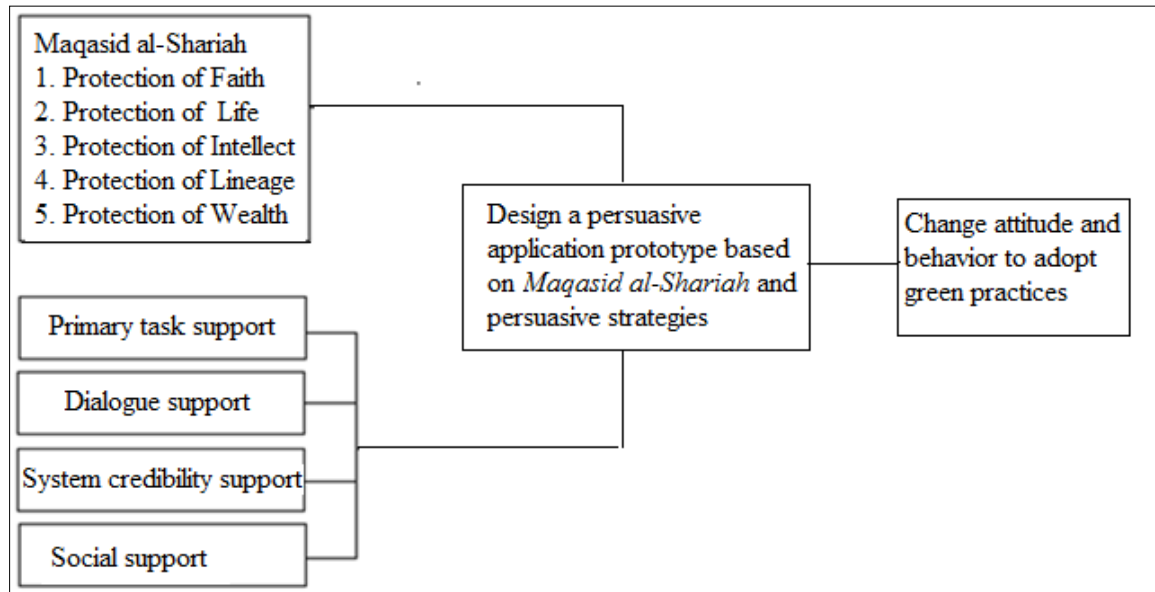 Maqasid al-Shariah
1. Protection of Faith
2. Protection of Life
3. Protection of Intellect
4. Protection of Lineage
5. Protection of Wealth
Primary task support
Dialogue support
System credibility support
Social support
Design a persuasive
application prototype based
on Maqasid al-Shariah and
persuasive strategies
Change attitude and
behavior to adopt
green practices